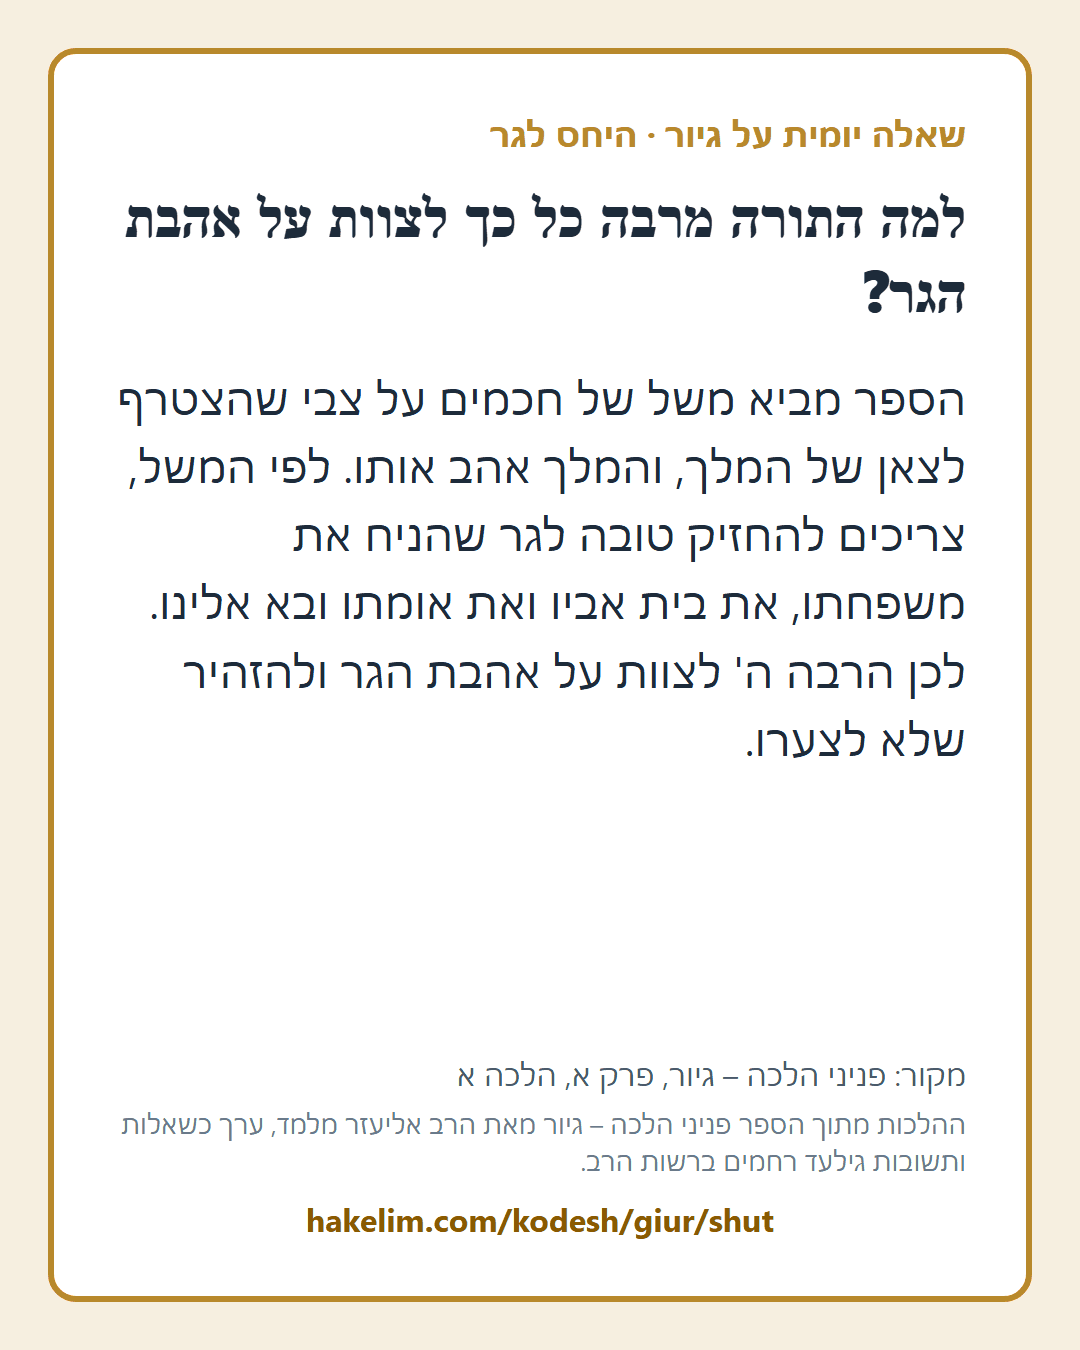 שאלה יומית על גיור · היחס לגר
למה התורה מרבה כל כך לצוות על אהבת
הגר?
הספר מביא משל של חכמים על צבי שהצטרף
לצאן של המלך, והמלך אהב אותו. לפי המשל,
צריכים להחזיק טובה לגר שהניח את
משפחתו, את בית אביו ואת אומתו ובא אלינו.
לכן הרבה ה' לצוות על אהבת הגר ולהזהיר
שלא לצערו.
מקור: פניני הלכה – גיור, פרק א, הלכה א
ההלכות מתוך הספר פניני הלכה – גיור מאת הרב אליעזר מלמד, ערך כשאלות
ותשובות גילעד רחמים ברשות הרב.
hakelim.com/kodesh/giur/shut